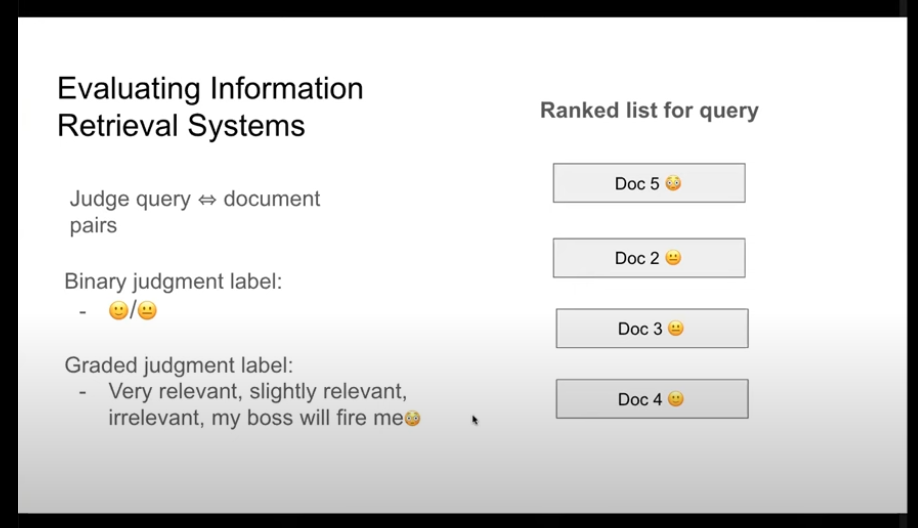 Evaluating Information
Retrieval Systems
Judge query ⇔ document
pairs
Binary judgment label:
- 🙂/😐
Graded judgment label:
- Very relevant, slightly relevant,
irrelevant, my boss will fire me😳
Ranked list for query
Doc 5 😳
Doc 2 😐
Doc 3 😐
Doc 4 🙂